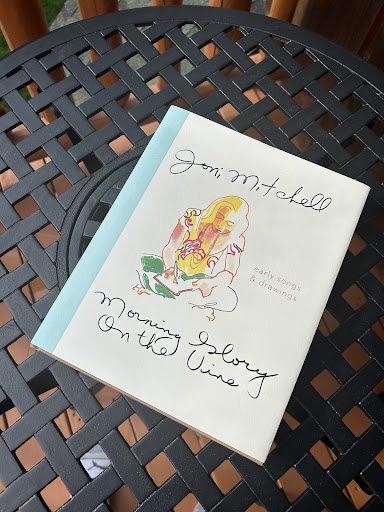 Joni Mitchell
early songs
& drawings
Morning Glory
On the Vine